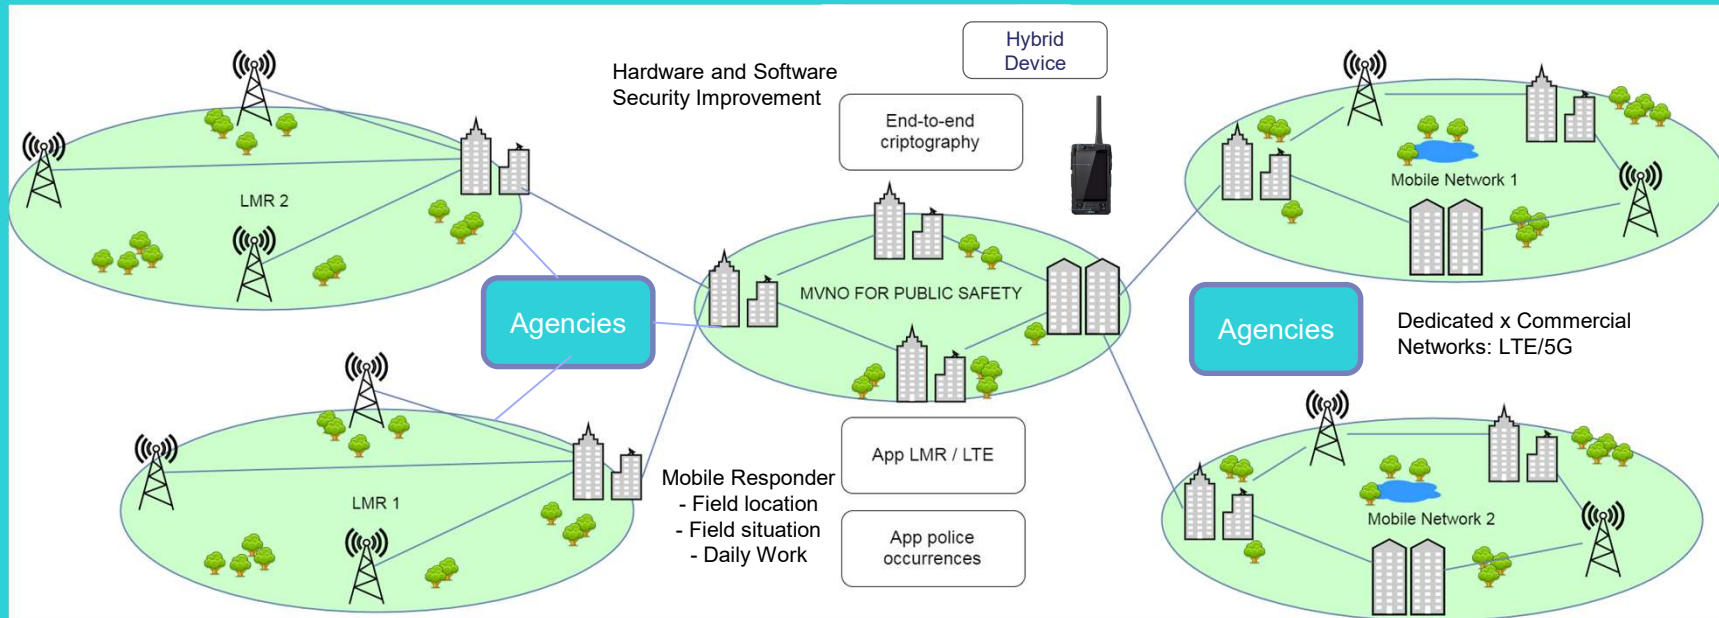 Hybrid
Device
Hardware and Software
Security Improvement
End-to-end
criptography
LMR 2
Mobile Network 1
MVNO FOR PUBLIC SAFETY
Agencies
Agencies
Dedicated x Commercial
Networks: LTE/5G
App LMR / LTE
Mobile Responder
- Field location
- Field situation
- Daily Work
LMR 1
App police
occurrences
Mobile Network 2